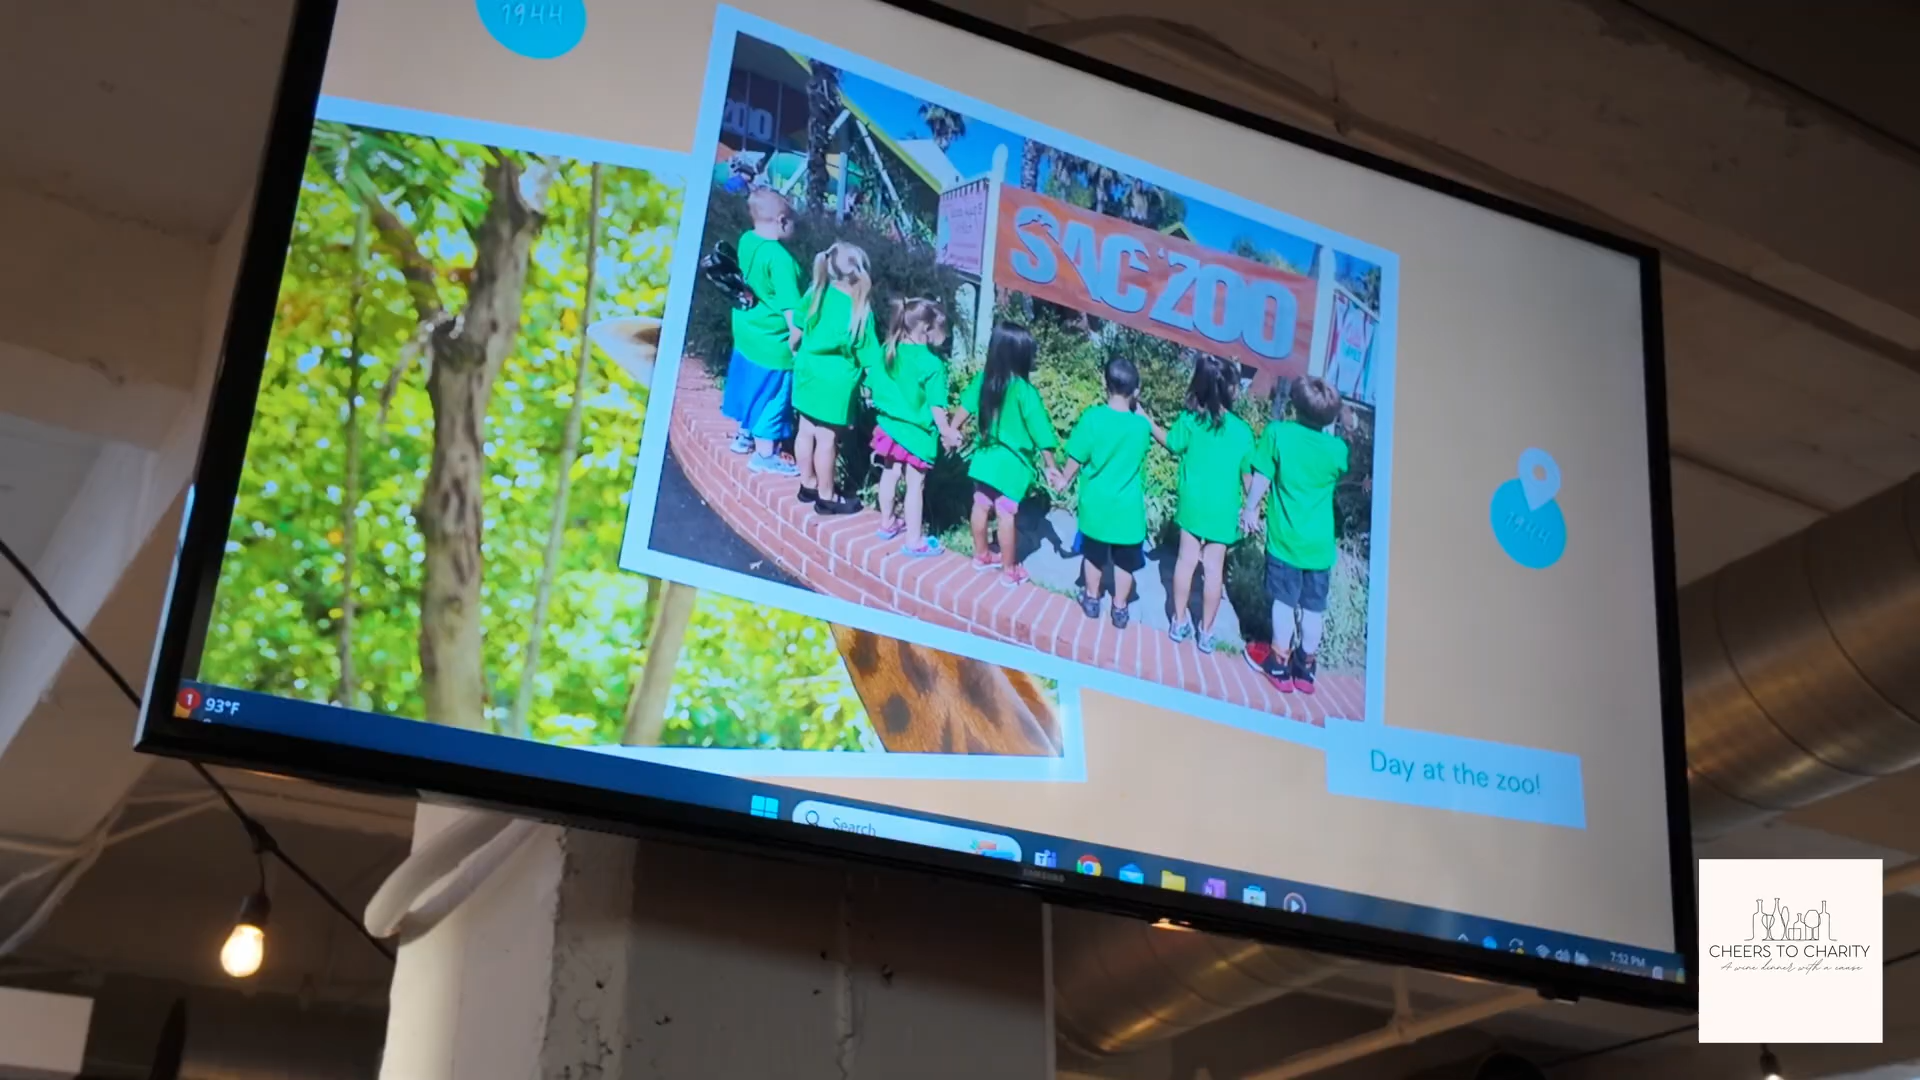 1944
ZOO
SAC ZOO
1944
Day at the zoo!
1
93°F
Search
SAMSUNG
7:52 PM
CHEERS TO CHARITY
A wine dinner with a cause